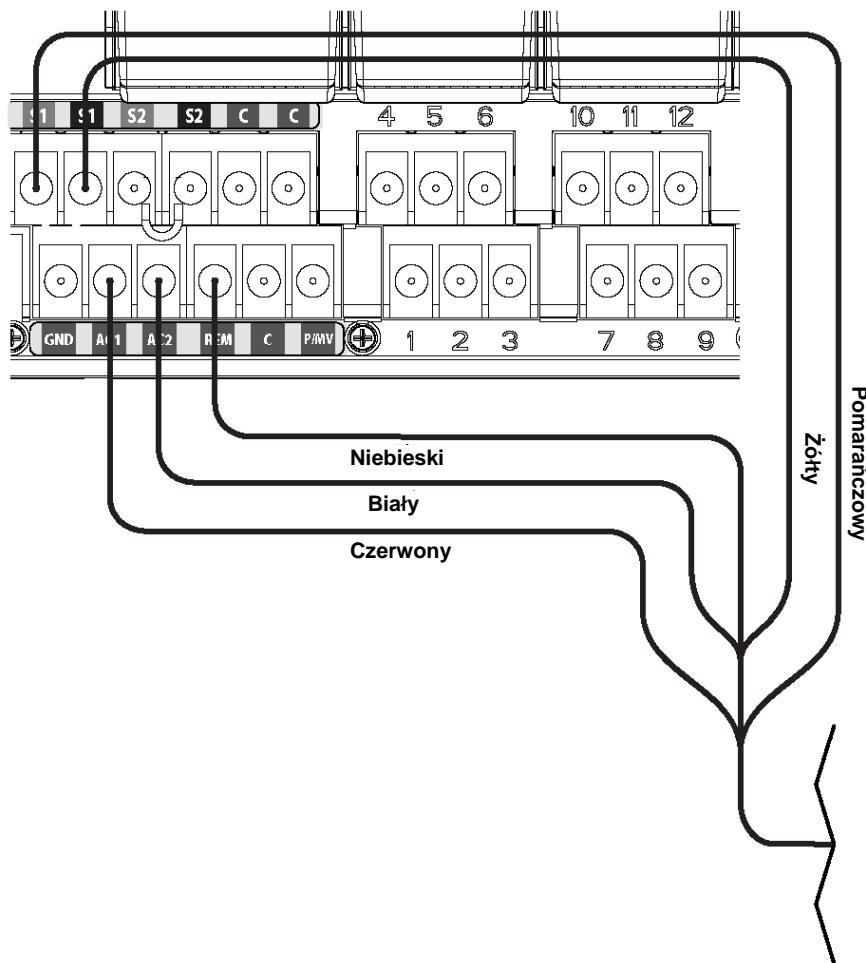 S1 S1 S2 S2 C C
4 5 6
10 11 12
GND AC1 AC2 REM C P/MV
1 2 3
7 8 9
Niebieski
Biały
Czerwony
Żółty
Pomarańczowy